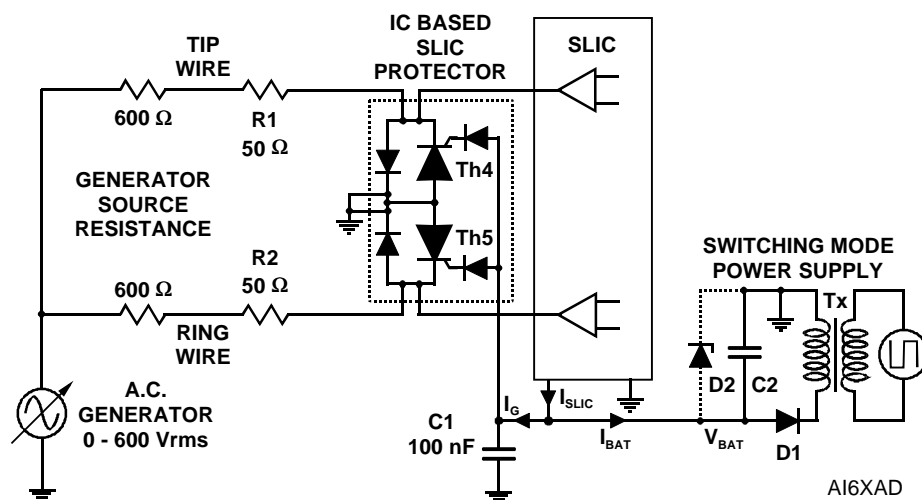 IC BASED
SLIC
PROTECTOR
SLIC
TIP
WIRE
600 Ω
R1
50 Ω
Th4
GENERATOR
SOURCE
RESISTANCE
Th5
R2
50 Ω
SWITCHING MODE
POWER SUPPLY
Tx
600 Ω
RING
WIRE
A.C.
GENERATOR
0 - 600 Vrms
D2
C2
C1
100 nF
IG
ISLIC
IBAT
VBAT
D1
AI6XAD